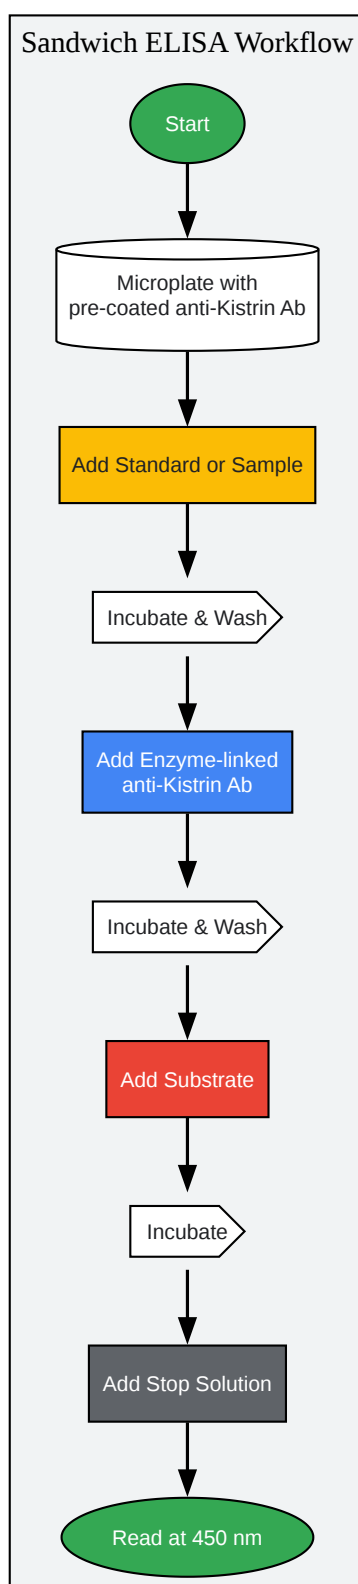 Sandwich ELISA Workflow
Start
Microplate with
pre-coated anti-Kistrin Ab
Add Standard or Sample
Incubate & Wash
Add Enzyme-linked
anti-Kistrin Ab
Incubate & Wash
Add Substrate
Incubate
Add Stop Solution
Read at 450 nm